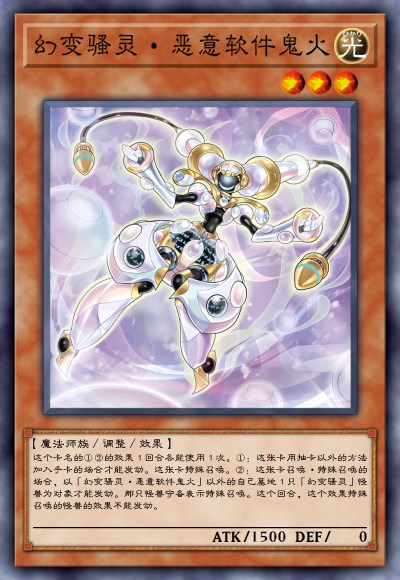 幻变骚灵・恶意软件鬼火
光
ひかり
【魔法师族／调整／效果】
这个卡名的①②的效果1回合各能使用1次。①：这张卡用抽卡以外的方法
加入手卡的场合才能发动。这张卡特殊召唤。②：这张卡召唤・特殊召唤的
场合，以「幻变骚灵・恶意软件鬼火」以外的自己墓地1只「幻变骚灵」怪
兽为对象才能发动。那只怪兽守备表示特殊召唤。这个回合，这个效果特殊
召唤的怪兽的效果不能发动。
ATK/1500 DEF/ 0